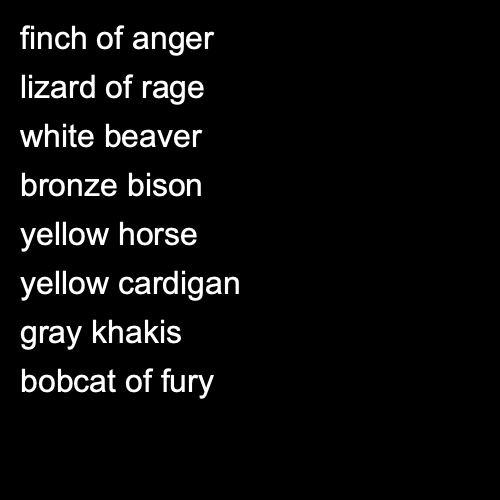 finch of anger
lizard of rage
white beaver
bronze bison
yellow horse
yellow cardigan
gray khakis
bobcat of fury